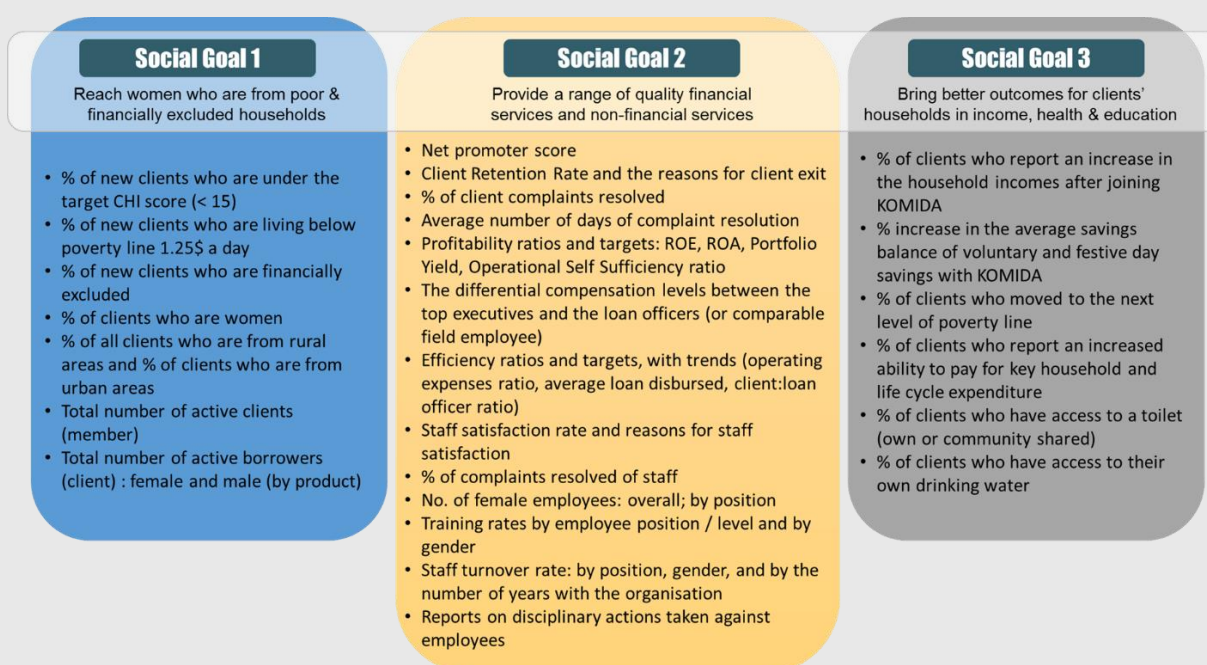 Social Goal 1
Reach women who are from poor &
financially excluded households
• % of new clients who are under the
target CHI score (< 15)
• % of new clients who are living below
poverty line 1.25$ a day
• % of new clients who are financially
excluded
• % of clients who are women
• % of all clients who are from rural
areas and % of clients who are from
urban areas
• Total number of active clients
(member)
• Total number of active borrowers
(client) : female and male (by product)
Social Goal 2
Provide a range of quality financial
services and non-financial services
• Net promoter score
• Client Retention Rate and the reasons for client exit
• % of client complaints resolved
• Average number of days of complaint resolution
• Profitability ratios and targets: ROE, ROA, Portfolio
Yield, Operational Self Sufficiency ratio
• The differential compensation levels between the
top executives and the loan officers (or comparable
field employee)
• Efficiency ratios and targets, with trends (operating
expenses ratio, average loan disbursed, client:loan
officer ratio)
• Staff satisfaction rate and reasons for staff
satisfaction
• % of complaints resolved of staff
• No. of female employees: overall; by position
• Training rates by employee position / level and by
gender
• Staff turnover rate: by position, gender, and by the
number of years with the organisation
• Reports on disciplinary actions taken against
employees
Social Goal 3
Bring better outcomes for clients'
households in income, health & education
• % of clients who report an increase in
the household incomes after joining
KOMIDA
• % increase in the average savings
balance of voluntary and festive day
savings with KOMIDA
• % of clients who moved to the next
level of poverty line
• % of clients who report an increased
ability to pay for key household and
life cycle expenditure
• % of clients who have access to a toilet
(own or community shared)
• % of clients who have access to their
own drinking water